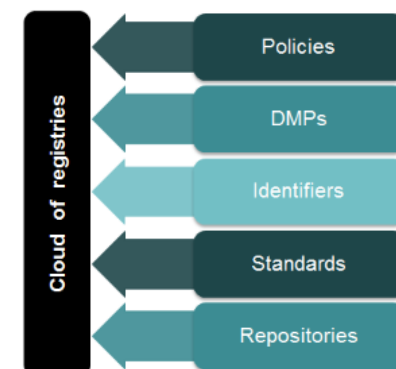 Cloud of registries
Policies
DMPs
Identifiers
Standards
Repositories